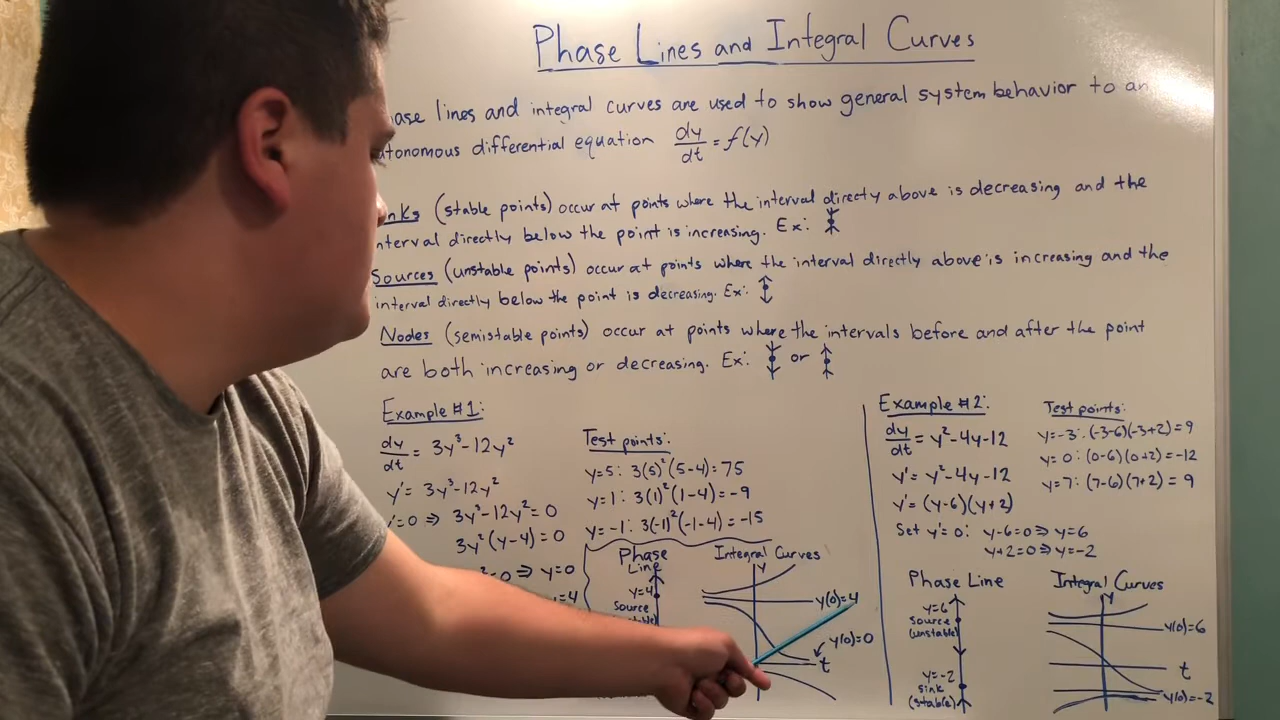 Phase Lines and Integral Curves
ase lines and integral curves are used to show general system behavior to an
tonomous differential equation dy/dt = f(y)
nks (stable points) occur at points where the interval directy above is decreasing and the
nterval directly below the point is increasing. Ex:
Sources (unstable points) occur at points where the interval directly above is increasing and the
interval directly below the point is decreasing. Ex:
Nodes (semistable points) occur at points where the intervals before and after the point
are both increasing or decreasing. Ex: or
Example #1:
dy/dt = 3y³-12y²
y' = 3y³-12y²
'=0 ⇒ 3y³-12y²=0
3y²(y-4)=0
²=0 ⇒ y=0
y=4
Test points:
y=5: 3(5)²(5-4)=75
y=1: 3(1)²(1-4)=-9
y=-1: 3(-1)²(-1-4)=-15
Phase
Line
y=4
Source
Integral Curves
y
y(0)=4
y(0)=0
t
Example #2:
dy/dt = y²-4y-12
y' = y²-4y-12
y' = (y-6)(y+2)
Set y'=0: y-6=0 ⇒ y=6
y+2=0 ⇒ y=-2
Test points:
y=-3: (-3-6)(-3+2)=9
y=0: (0-6)(0+2)=-12
y=7: (7-6)(7+2)=9
Phase Line
y=6
Source
(unstable)
y=-2
sink
(stable)
Integral Curves
y
y(0)=6
t
y(0)=-2